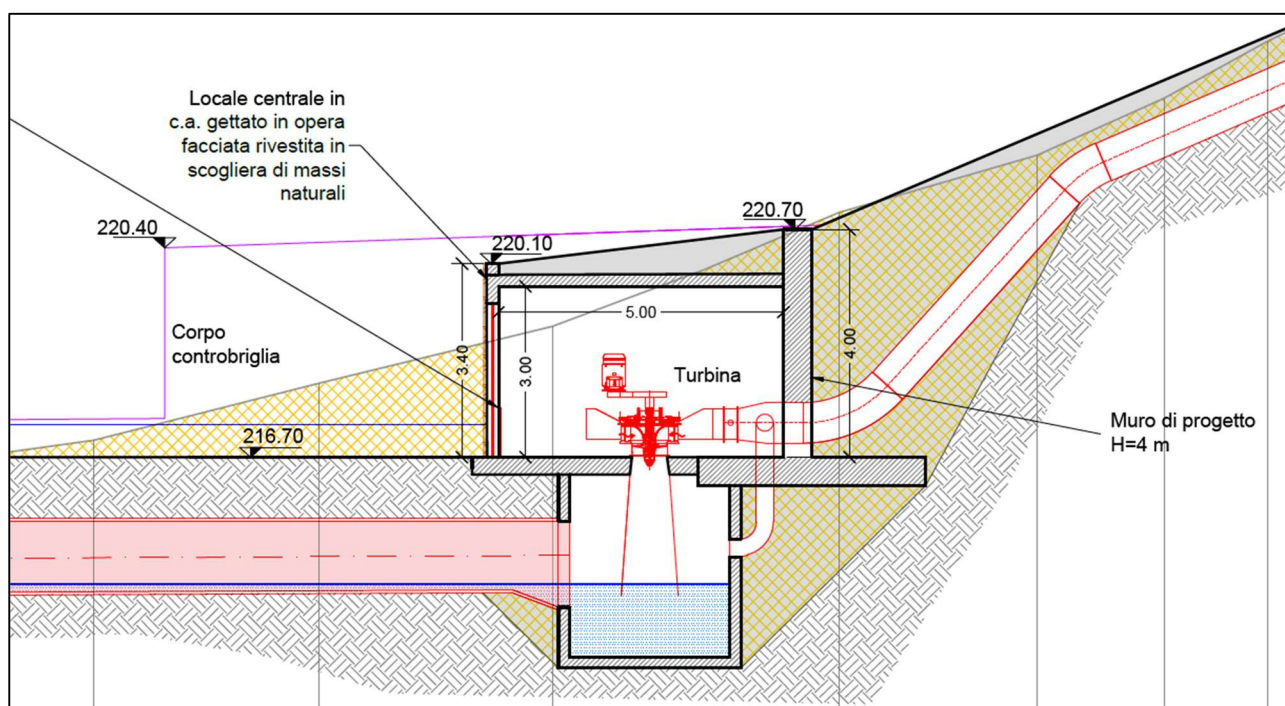 Locale centrale in
c.a. gettato in opera
facciata rivestita in
scogliera di massi
naturali
220.40
220.70
220.10
Corpo
controbriglia
3.40
3.00
5.00
4.00
Turbina
216.70
Muro di progetto
H=4 m